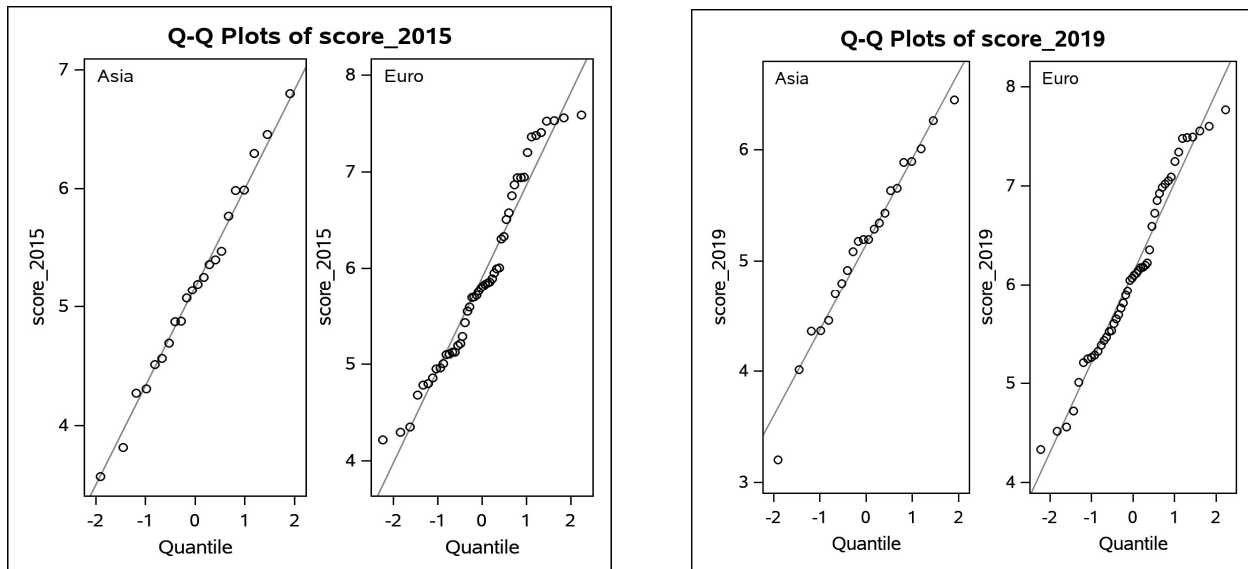 Q-Q Plots of score_2015
Asia
Euro
score_2015
7
6
5
4
-2 -1 0 1 2
Quantile
score_2015
8
7
6
5
4
-2 -1 0 1 2
Quantile
Q-Q Plots of score_2019
Asia
Euro
score_2019
6
5
4
3
-2 -1 0 1 2
Quantile
score_2019
8
7
6
5
4
-2 -1 0 1 2
Quantile